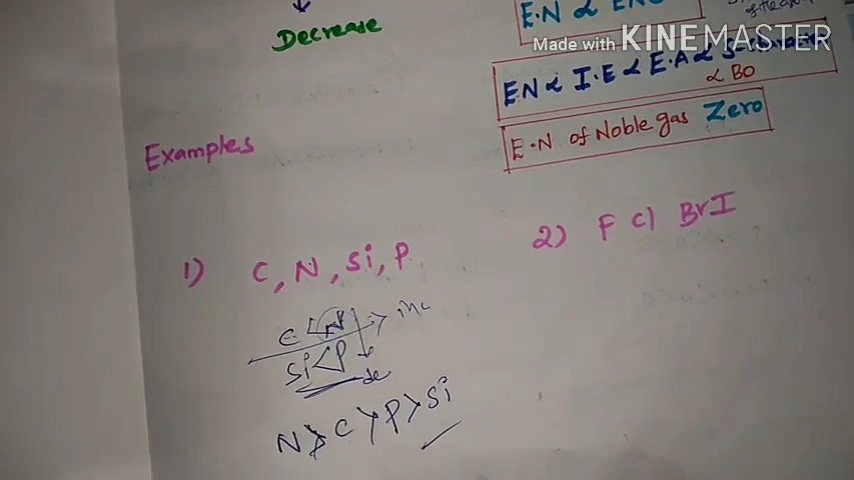 Decrease
E.N α EN
Made with KINEMASTER
EN α I.E α E.A α S-
α BO
E.N of Noble gas Zero
Examples
1) C, N, Si, P
2) F Cl Br I
C < N → inc
Si < P
de
N > C > P > Si